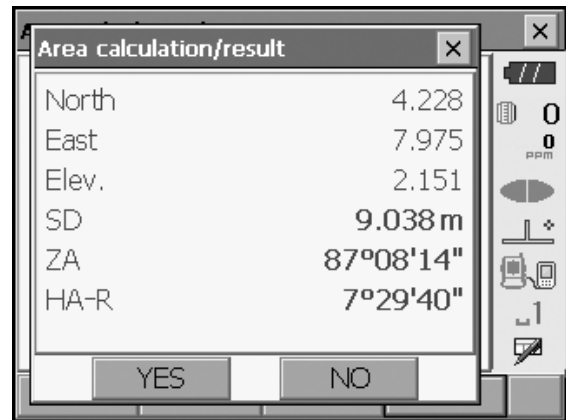 Area calculation/result
North 4.228
East 7.975
Elev. 2.151
SD 9.038 m
ZA 87°08'14"
HA-R 7°29'40"
YES NO
0
0
PPM
1